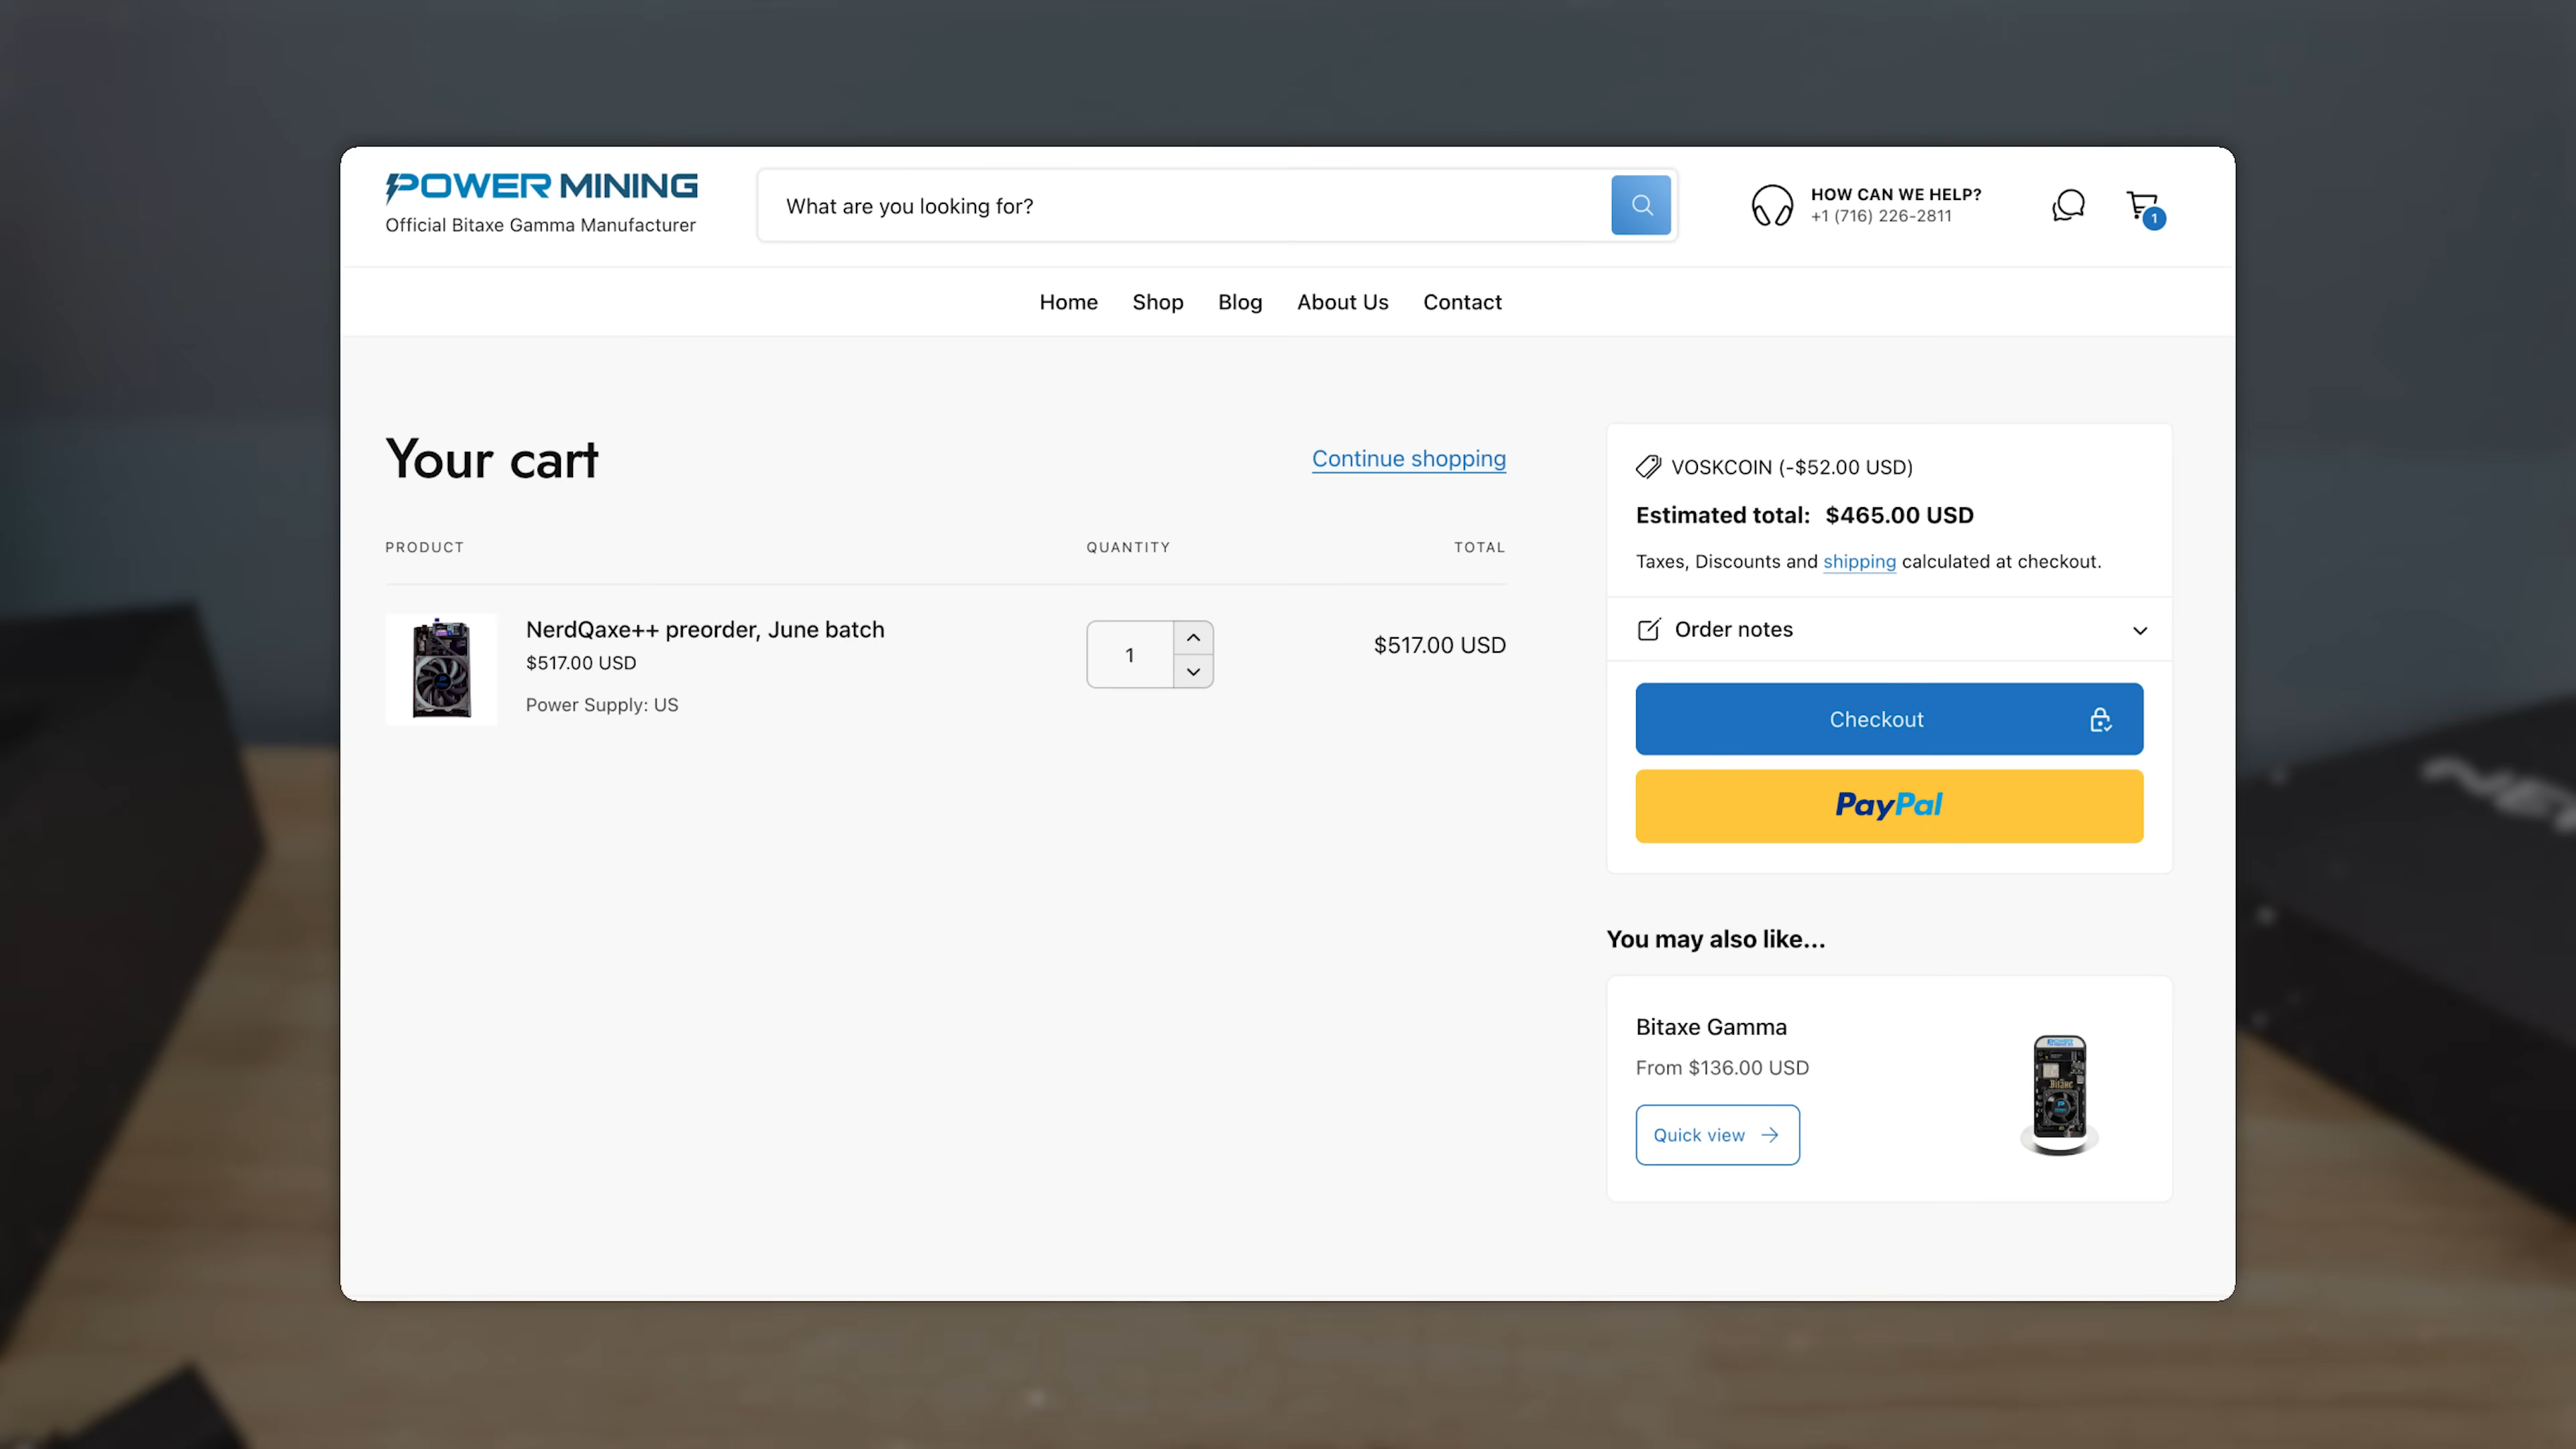 POWER MINING
Official Bitaxe Gamma Manufacturer
What are you looking for?
HOW CAN WE HELP?
+1 (716) 226-2811
1
Home Shop Blog About Us Contact
Your cart
Continue shopping
PRODUCT QUANTITY TOTAL
NerdQaxe++ preorder, June batch
$517.00 USD
Power Supply: US
1
$517.00 USD
VOSKCOIN (-$52.00 USD)
Estimated total: $465.00 USD
Taxes, Discounts and shipping calculated at checkout.
Order notes
Checkout
PayPal
You may also like...
Bitaxe Gamma
From $136.00 USD
Quick view
Bitaxe